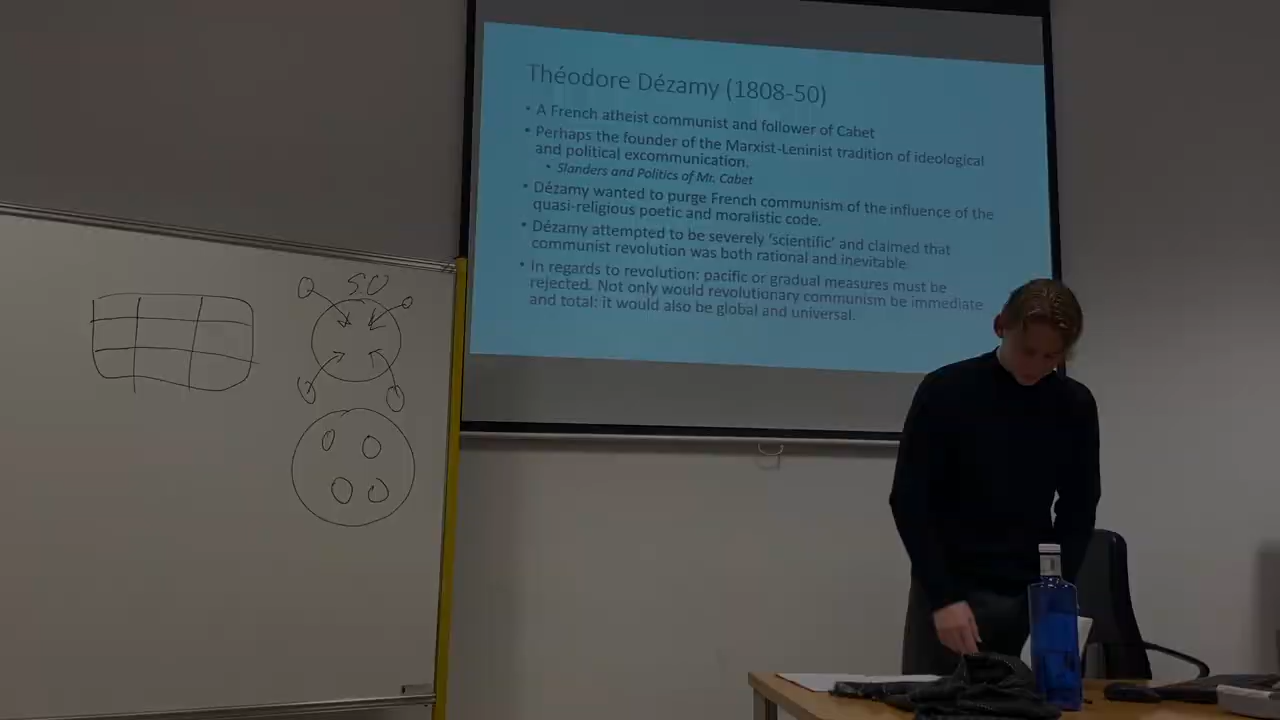 Théodore Dézamy (1808-50)
• A French atheist communist and follower of Cabet
• Perhaps the founder of the Marxist-Leninist tradition of ideological
and political excommunication.
• Slanders and Politics of Mr. Cabet
• Dézamy wanted to purge French communism of the influence of the
quasi-religious poetic and moralistic code.
• Dézamy attempted to be severely ‘scientific’ and claimed that
communist revolution was both rational and inevitable.
• In regards to revolution: pacific or gradual measures must be
rejected. Not only would revolutionary communism be immediate
and total: it would also be global and universal.